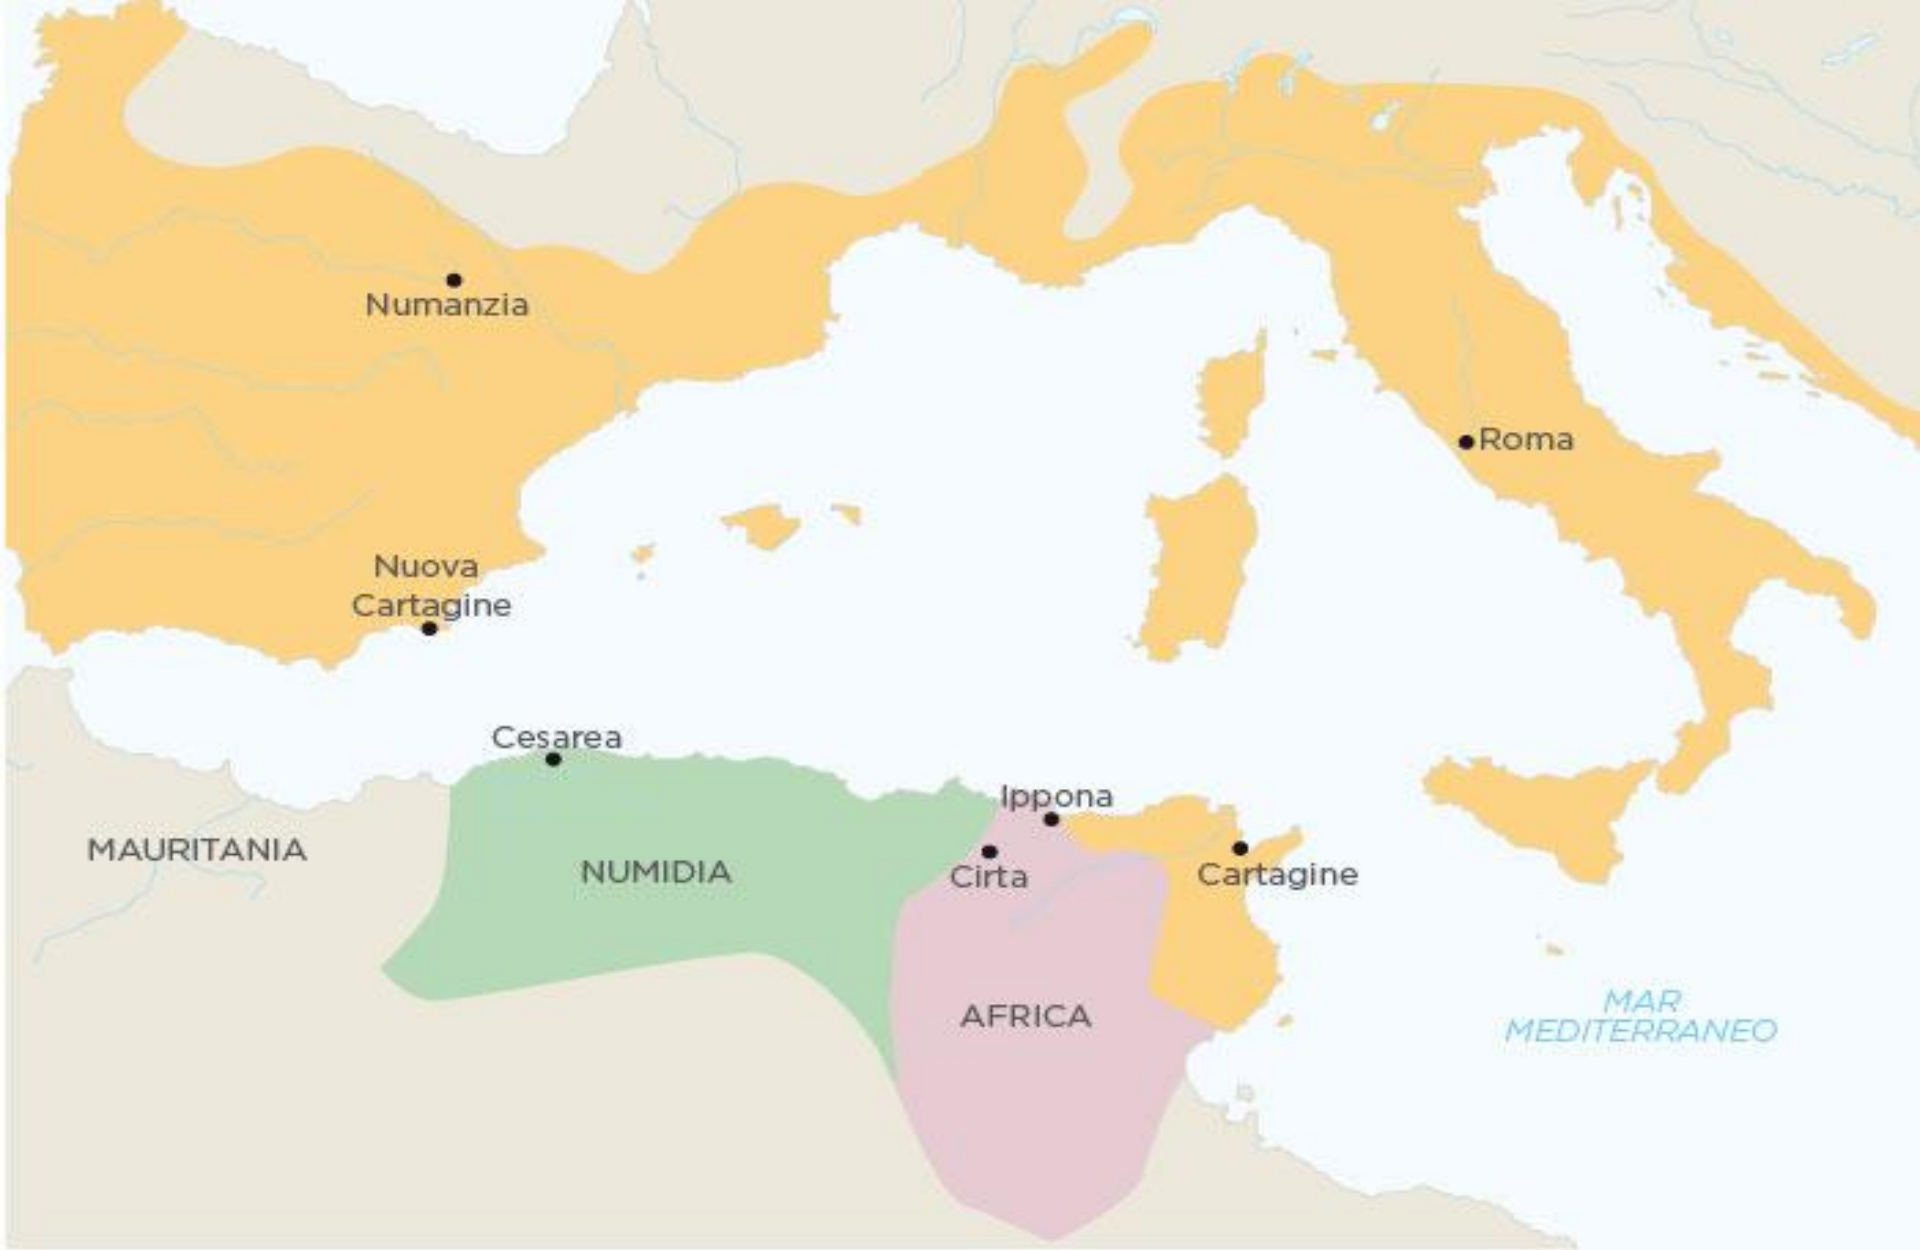 Numanzia
Roma
Nuova
Cartagine
Cesarea
Ippona
MAURITANIA
NUMIDIA
Cirta
Cartagine
AFRICA
MAR
MEDITERRANEO